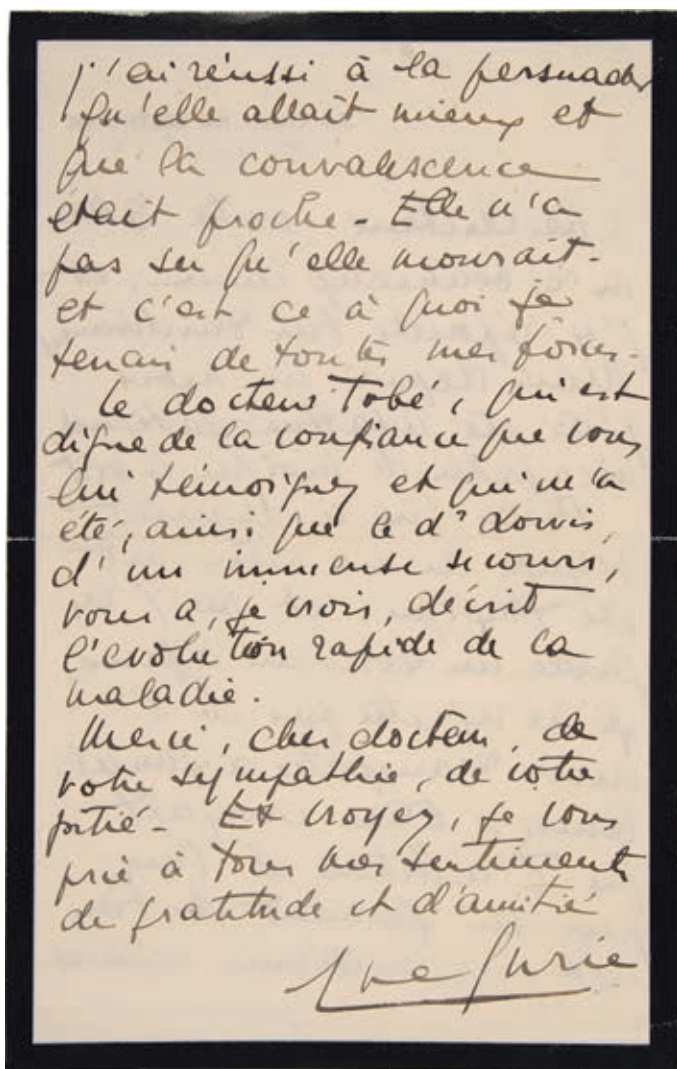 j'ai réussi à la persuader
qu'elle allait mieux et
que la convalescence
était proche - Elle n'a
pas su qu'elle mourait -
et c'est ce à quoi je
tenais de toutes mes forces -
Le docteur Tobé, qui est
digne de la confiance que vous
lui témoignez et qui m'a
été, ainsi que le dr Lowis,
d'un immense secours,
vous a, je crois, décrit
l'évolution rapide de la
maladie.
Merci, cher docteur, de
votre sympathie, de votre
pitié - Et croyez, je vous
prie à tous mes sentiments
de gratitude et d'amitié
Eve Curie